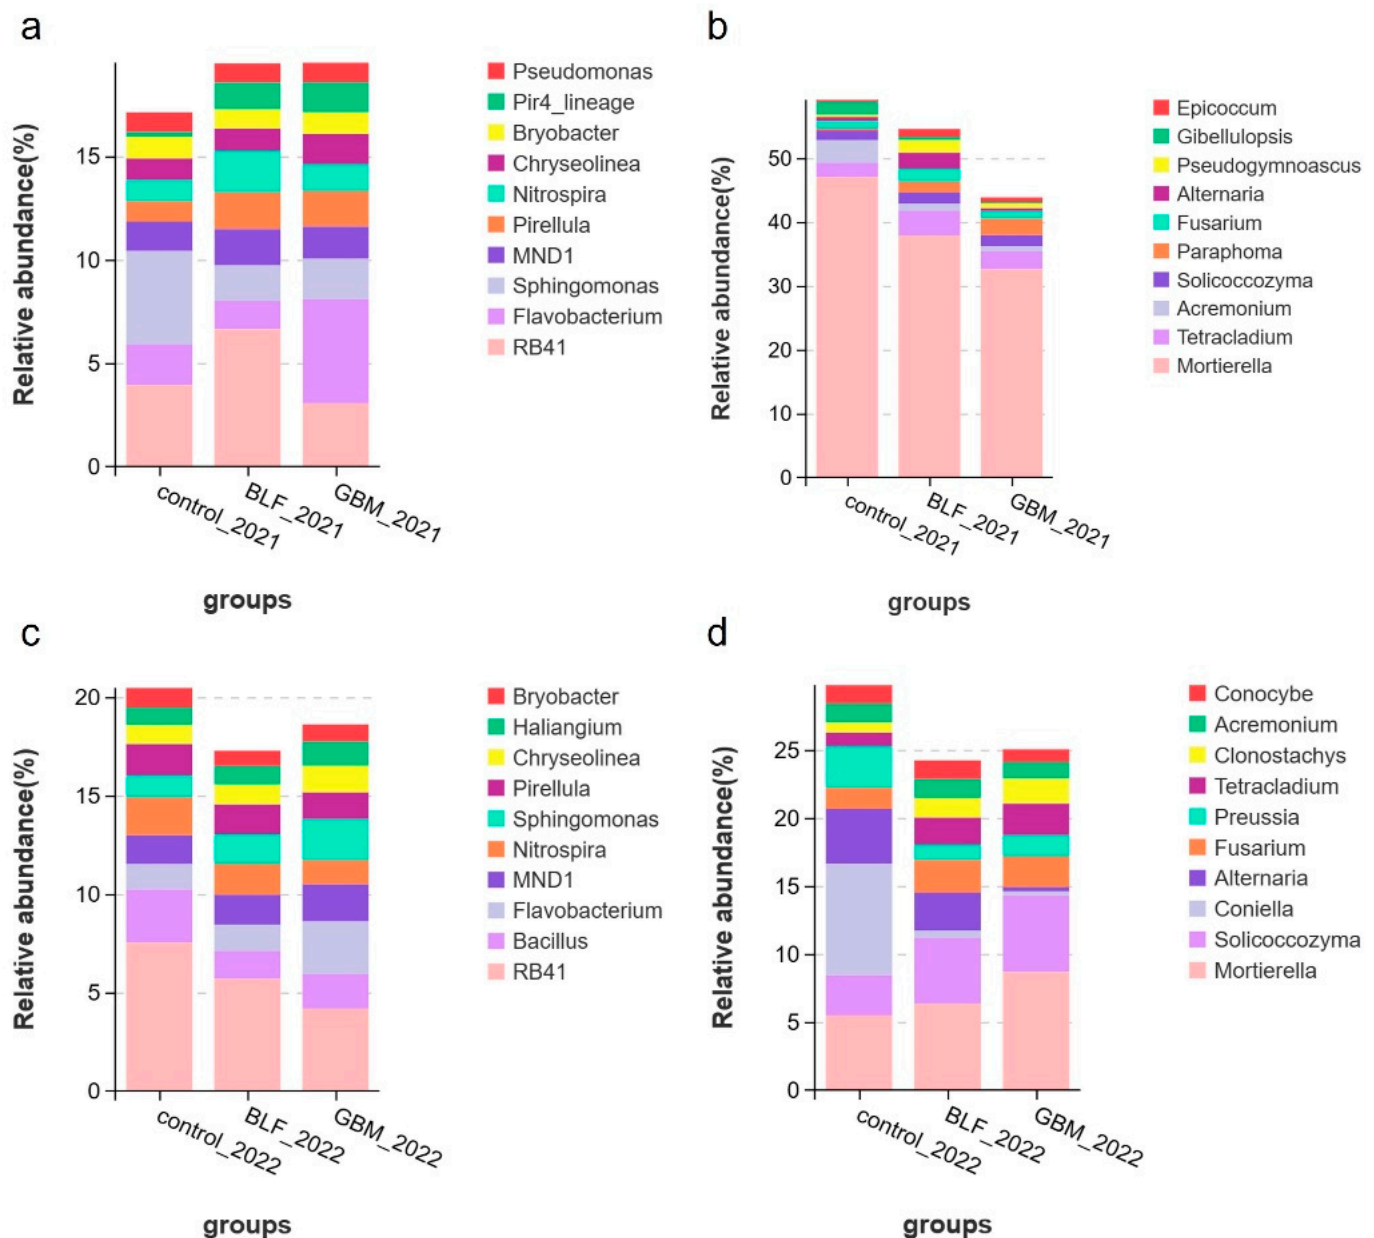 a
Relative abundance(%)
15
10
5
0
control_2021
BLF_2021
GBM_2021
groups
Pseudomonas
Pir4_lineage
Bryobacter
Chryseolinea
Nitrospira
Pirellula
MND1
Sphingomonas
Flavobacterium
RB41
b
Relative abundance(%)
50
40
30
20
10
0
control_2021
BLF_2021
GBM_2021
groups
Epicoccum
Gibellulopsis
Pseudogymnoascus
Alternaria
Fusarium
Paraphoma
Solicoccozyma
Acremonium
Tetracladium
Mortierella
c
Relative abundance(%)
20
15
10
5
0
control_2022
BLF_2022
GBM_2022
groups
Bryobacter
Haliangium
Chryseolinea
Pirellula
Sphingomonas
Nitrospira
MND1
Flavobacterium
Bacillus
RB41
d
Relative abundance(%)
25
20
15
10
5
0
control_2022
BLF_2022
GBM_2022
groups
Conocybe
Acremonium
Clonostachys
Tetracladium
Preussia
Fusarium
Alternaria
Coniella
Solicoccozyma
Mortierella